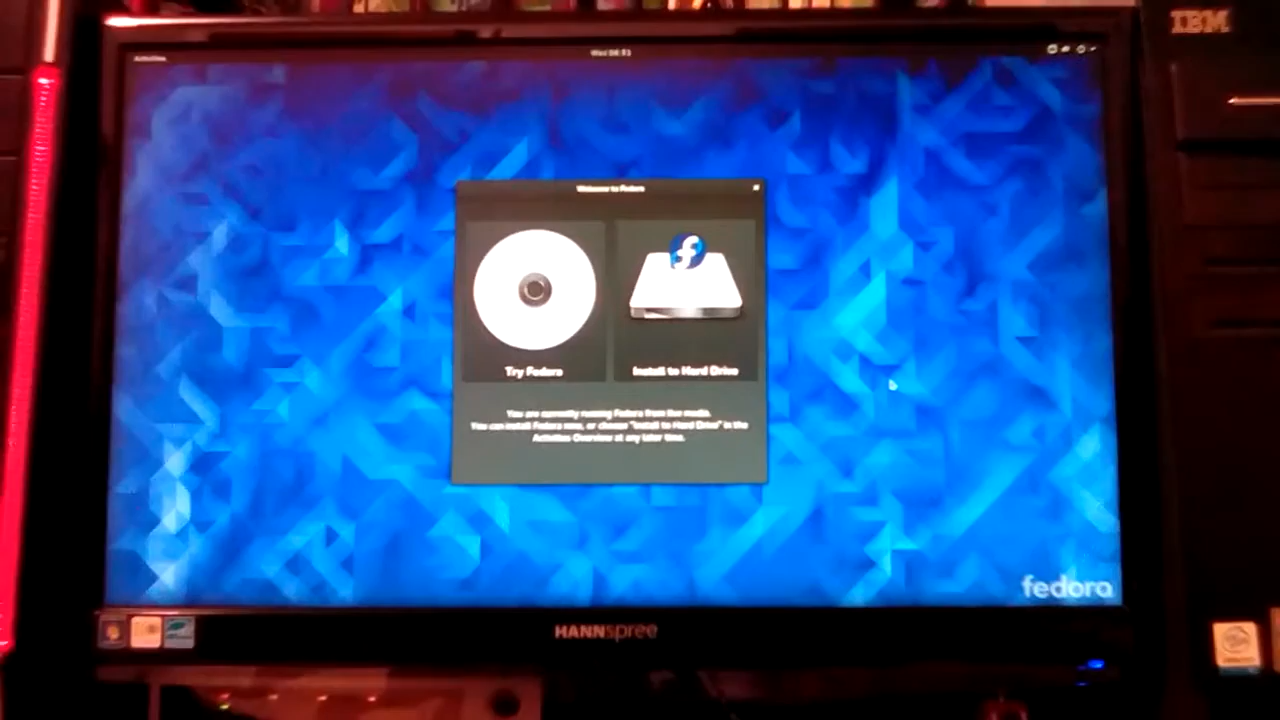 IBM
Activities
Welcome to Fedora
Try Fedora
Install to Hard Drive
You are currently running Fedora from live media.
You can install Fedora now, or choose "Install to Hard Drive" in the
Activities Overview at any later time.
fedora
HANNspree